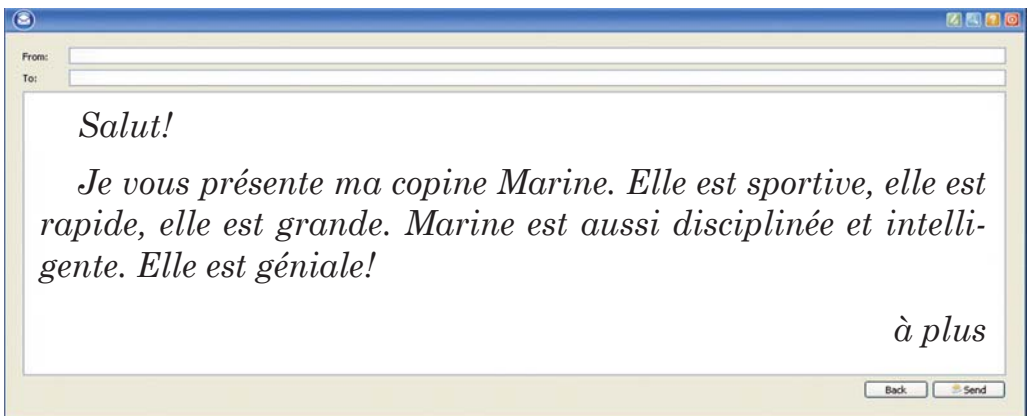 From:
To:
Salut!
Je vous présente ma copine Marine. Elle est sportive, elle est
rapide, elle est grande. Marine est aussi disciplinée et intelli-
gente. Elle est géniale!
à plus
Back Send